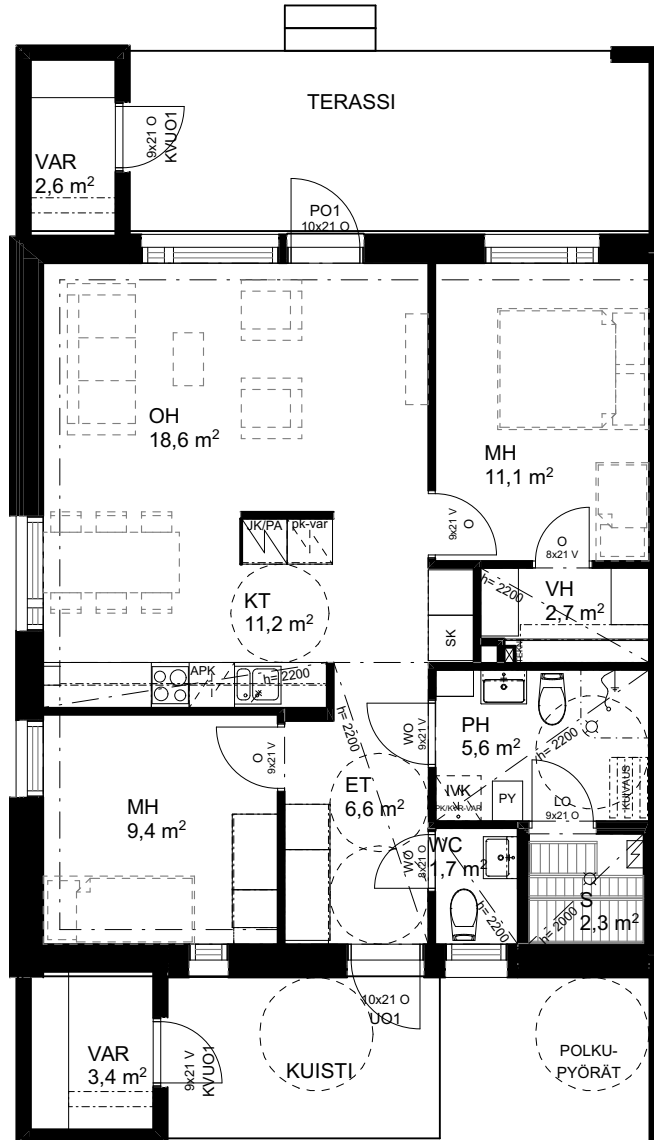 TERASSI
9x21 O
KVUO1
VAR
2,6 m²
PO1
10x21 O
OH
18,6 m²
MH
11,1 m²
9x21 V
O
O
8x21 V
JK/PA
pk-var
KT
11,2 m²
SK
h= 2200
VH
2,7 m²
APK
h= 2200
WO
9x21 V
PH
5,6 m²
h= 2200
O
9x21 V
h= 2200
ET
6,6 m²
IVK
PK/KVR-VAR
PY
LO
9x21 O
KUIVAUS
MH
9,4 m²
WO
8x21 O
WC
1,7 m²
h= 2200
S
2,3 m²
h= 2000
10x21 O
UO1
VAR
3,4 m²
9x21 V
KVUO1
KUISTI
POLKU-
PYÖRÄT